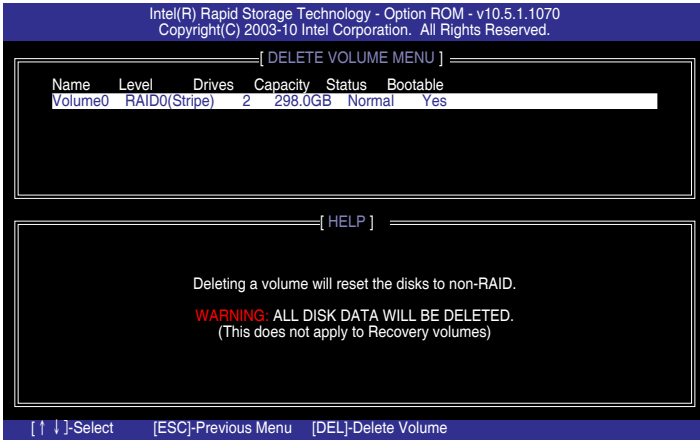 Intel(R) Rapid Storage Technology - Option ROM - v10.5.1.1070
Copyright(C) 2003-10 Intel Corporation. All Rights Reserved.
[ DELETE VOLUME MENU ]
Name Level Drives Capacity Status Bootable
Volume0 RAID0(Stripe) 2 298.0GB Normal Yes
[ HELP ]
Deleting a volume will reset the disks to non-RAID.
WARNING: ALL DISK DATA WILL BE DELETED.
(This does not apply to Recovery volumes)
[↑↓]-Select [ESC]-Previous Menu [DEL]-Delete Volume